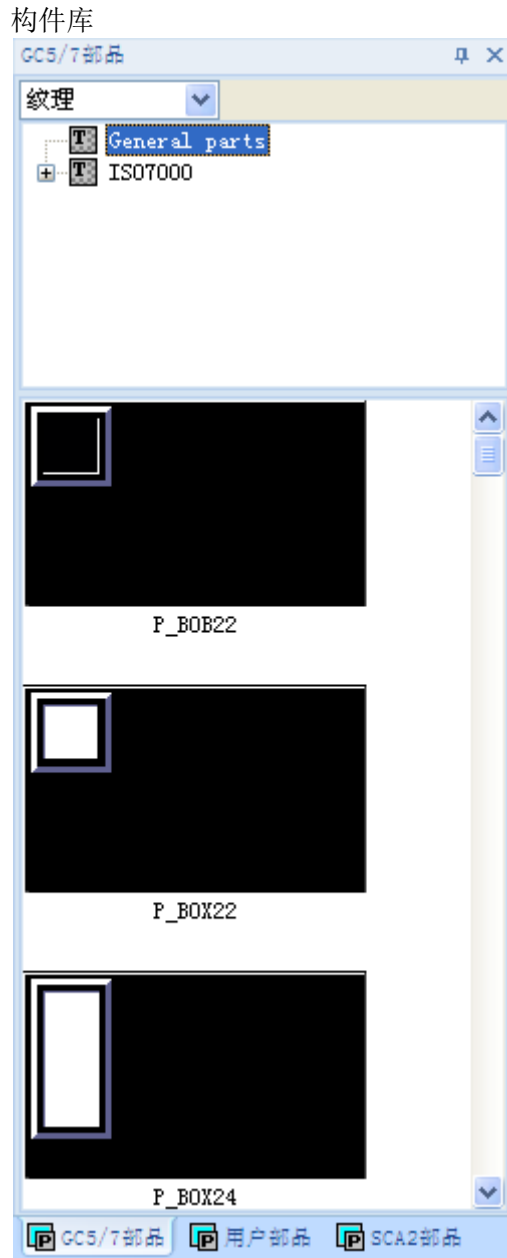 构件库
GC5/7部品
纹理
General parts
ISO7000
P_BOB22
P_BOX22
P_BOX24
GC5/7部品 用户部品 SCA2部品